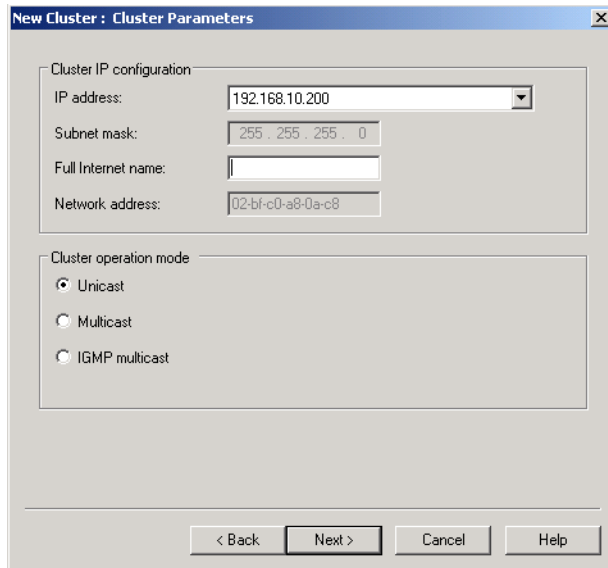 New Cluster : Cluster Parameters
Cluster IP configuration
IP address: 192.168.10.200
Subnet mask: 255 . 255 . 255 . 0
Full Internet name:
Network address: 02-bf-c0-a8-0a-c8
Cluster operation mode
Unicast
Multicast
IGMP multicast
< Back Next > Cancel Help